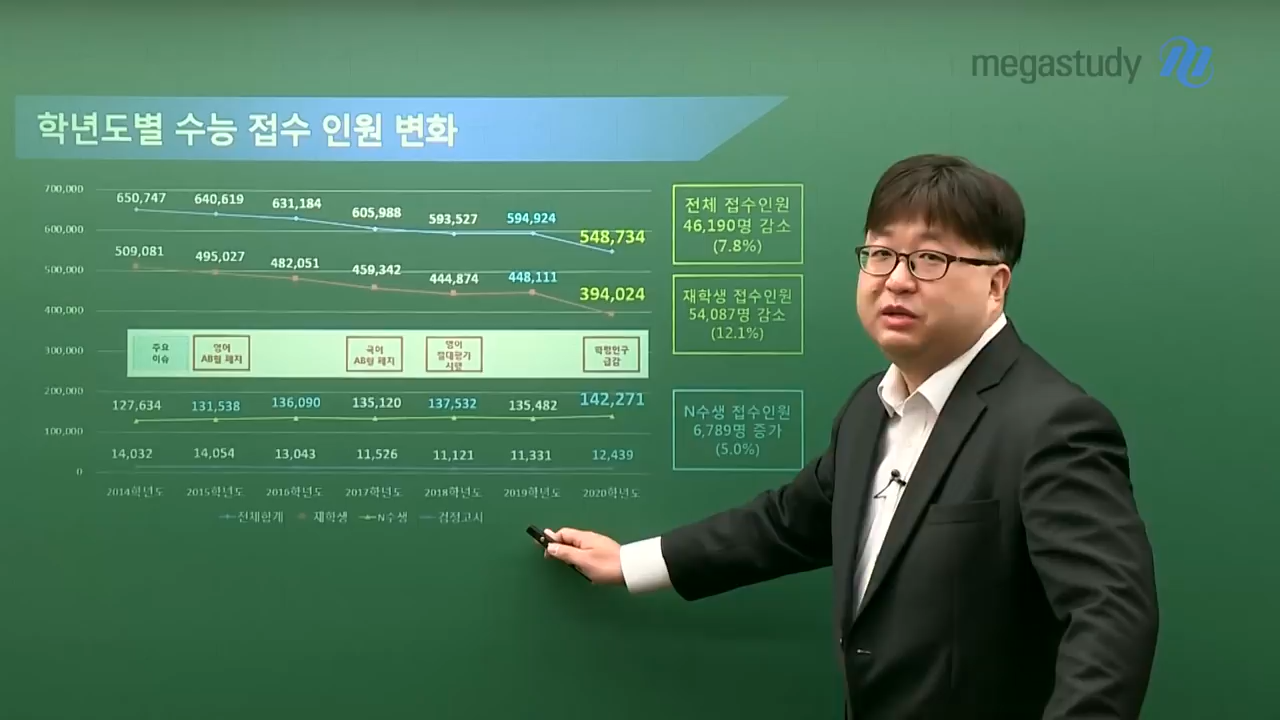 megastudy
학년도별 수능 접수 인원 변화
700,000
600,000
500,000
400,000
300,000
200,000
100,000
0
650,747 640,619 631,184 605,988 593,527 594,924 548,734
509,081 495,027 482,051 459,342 444,874 448,111 394,024
주요
이슈
영어
AB형 폐지
국어
AB형 폐지
영어
절대평가
시행
학령인구
급감
127,634 131,538 136,090 135,120 137,532 135,482 142,271
14,032 14,054 13,043 11,526 11,121 11,331 12,439
2014학년도 2015학년도 2016학년도 2017학년도 2018학년도 2019학년도 2020학년도
전체합계 재학생 N수생 검정고시
전체 접수인원
46,190명 감소
(7.8%)
재학생 접수인원
54,087명 감소
(12.1%)
N수생 접수인원
6,789명 증가
(5.0%)